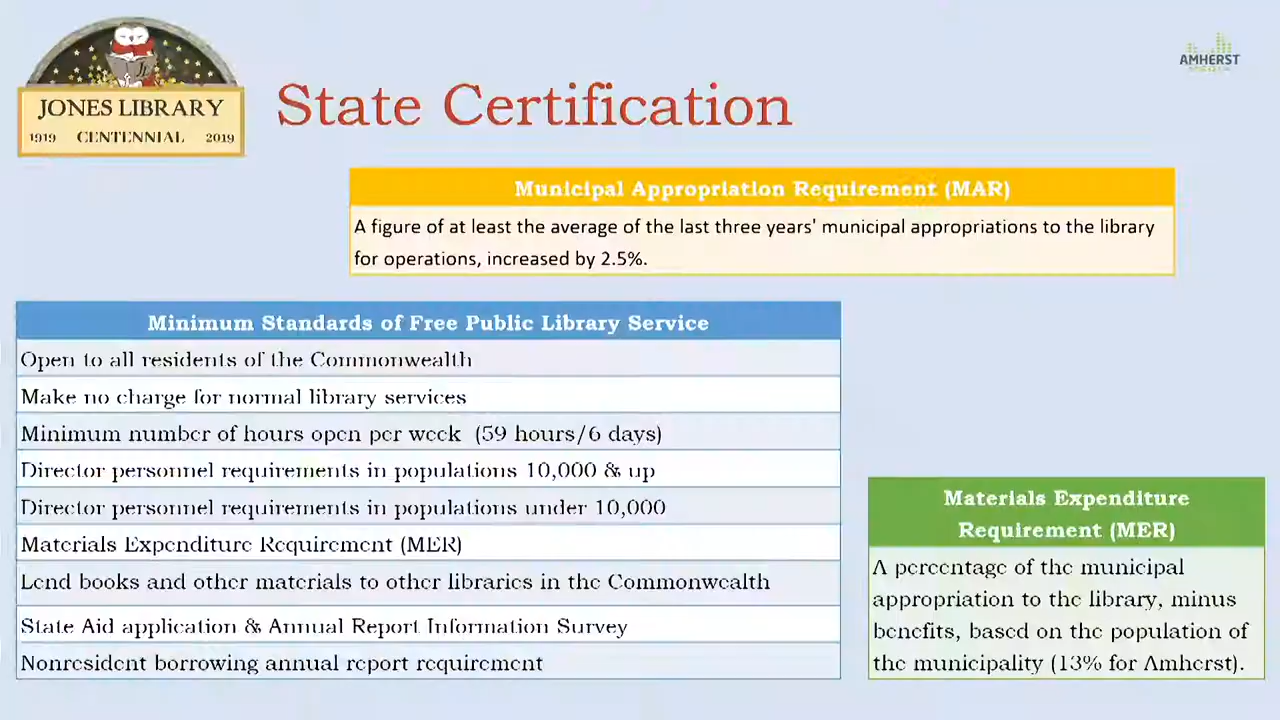 JONES LIBRARY
1919 CENTENNIAL 2019
AMHERST
MEDIA
State Certification
Municipal Appropriation Requirement (MAR)
A figure of at least the average of the last three years' municipal appropriations to the library
for operations, increased by 2.5%.
Minimum Standards of Free Public Library Service
Open to all residents of the Commonwealth
Make no charge for normal library services
Minimum number of hours open per week (59 hours/6 days)
Director personnel requirements in populations 10,000 & up
Director personnel requirements in populations under 10,000
Materials Expenditure Requirement (MER)
Lend books and other materials to other libraries in the Commonwealth
State Aid application & Annual Report Information Survey
Nonresident borrowing annual report requirement
Materials Expenditure
Requirement (MER)
A percentage of the municipal
appropriation to the library, minus
benefits, based on the population of
the municipality (13% for Amherst).